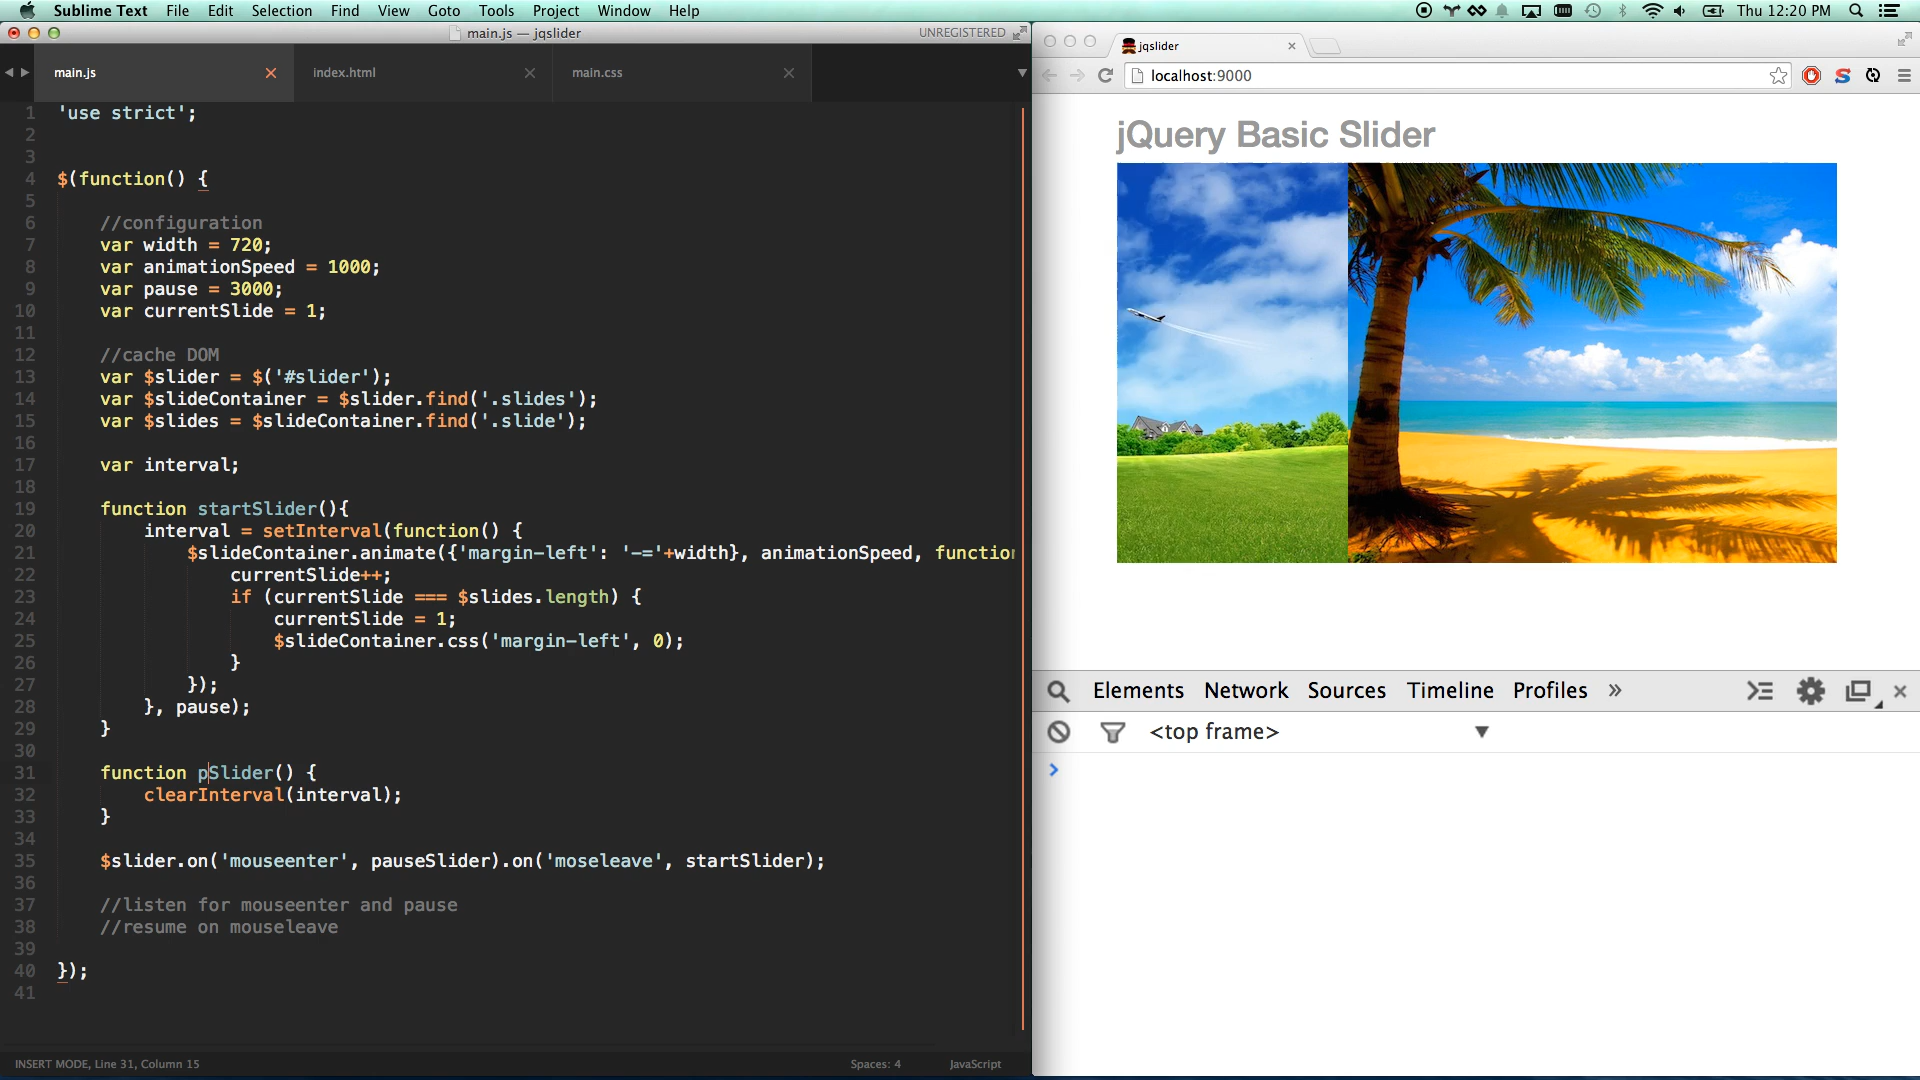 Sublime Text File Edit Selection Find View Goto Tools Project Window Help Thu 12:20 PM
main.js — jqslider UNREGISTERED
main.js index.html main.css
1 'use strict';
2
3
4 $(function() {
5
6 //configuration
7 var width = 720;
8 var animationSpeed = 1000;
9 var pause = 3000;
10 var currentSlide = 1;
11
12 //cache DOM
13 var $slider = $('#slider');
14 var $slideContainer = $slider.find('.slides');
15 var $slides = $slideContainer.find('.slide');
16
17 var interval;
18
19 function startSlider(){
20 interval = setInterval(function() {
21 $slideContainer.animate({'margin-left': '-='+width}, animationSpeed, function
22 currentSlide++;
23 if (currentSlide === $slides.length) {
24 currentSlide = 1;
25 $slideContainer.css('margin-left', 0);
26 }
27 });
28 }, pause);
29 }
30
31 function pSlider() {
32 clearInterval(interval);
33 }
34
35 $slider.on('mouseenter', pauseSlider).on('moseleave', startSlider);
36
37 //listen for mouseenter and pause
38 //resume on mouseleave
39
40 });
41
INSERT MODE, Line 31, Column 15 Spaces: 4 JavaScript
jqslider
localhost:9000
jQuery Basic Slider
Elements Network Sources Timeline Profiles »
<top frame>